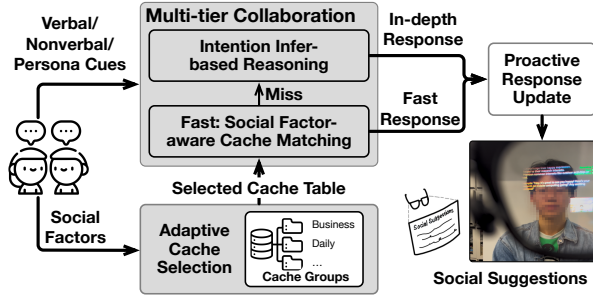 Verbal/
Nonverbal/
Persona Cues
Multi-tier Collaboration
Intention Infer-
based Reasoning
Miss
Fast: Social Factor-
aware Cache Matching
In-depth
Response
Fast
Response
Proactive
Response
Update
Selected Cache Table
Social
Factors
Adaptive
Cache
Selection
Business
Daily
...
Cache Groups
Social Suggestions
Social Suggestions